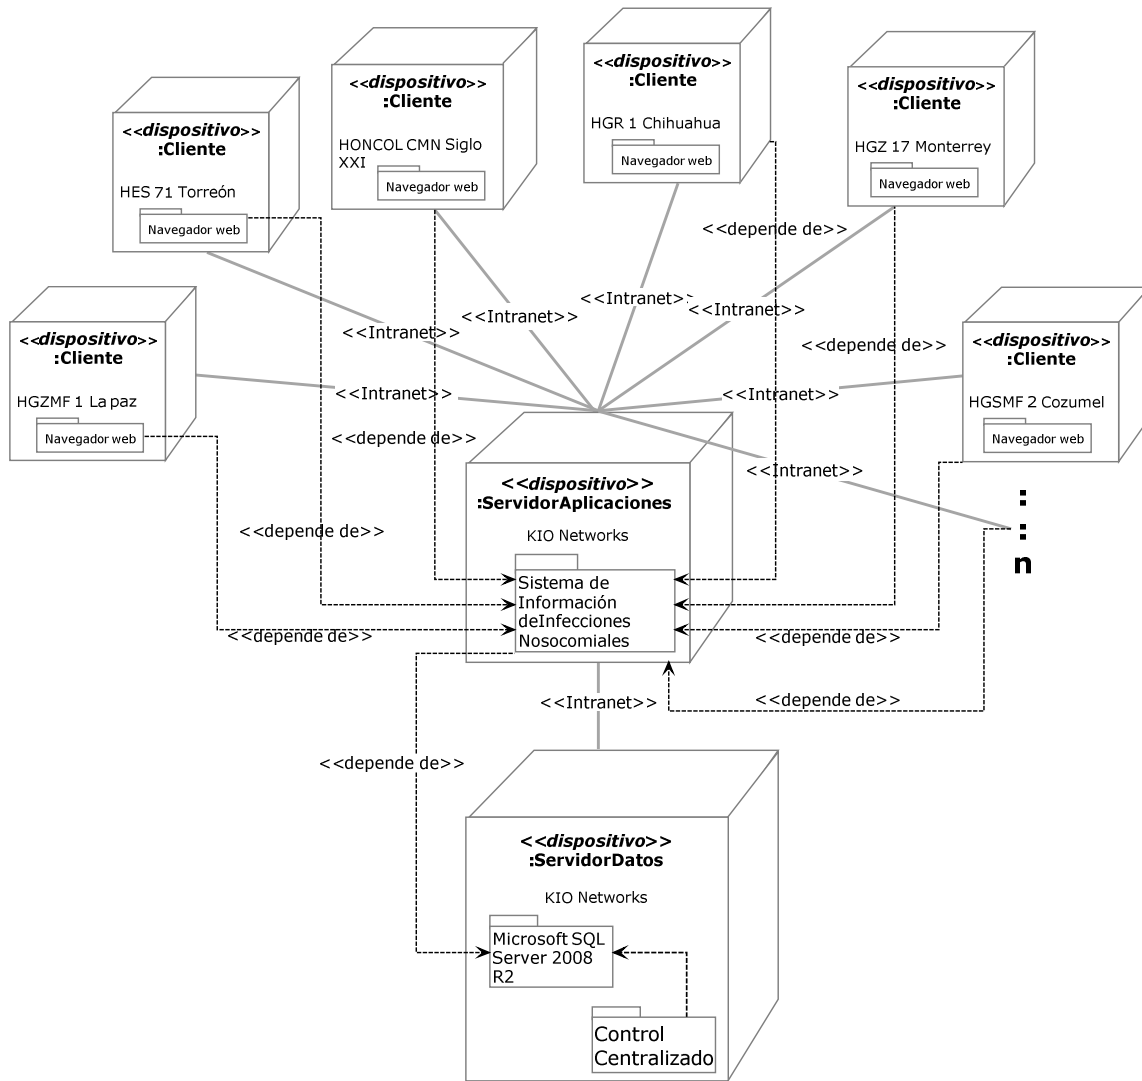 <<dispositivo>>
:Cliente
HGR 1 Chihuahua
Navegador web
<<dispositivo>>
:Cliente
HONCOL CMN Siglo
XXI
Navegador web
<<dispositivo>>
:Cliente
HGZ 17 Monterrey
Navegador web
<<dispositivo>>
:Cliente
HES 71 Torreón
Navegador web
<<depende de>>
<<dispositivo>>
:Cliente
HGZMF 1 La paz
Navegador web
<<Intranet>>
<<Intranet>>
<<Intranet>>
<<Intranet>>
<<depende de>>
<<dispositivo>>
:Cliente
HGSMF 2 Cozumel
Navegador web
<<Intranet>>
<<Intranet>>
<<depende de>>
<<Intranet>>
:
:
n
<<dispositivo>>
:ServidorAplicaciones
KIO Networks
Sistema de
Información
deInfecciones
Nosocomiales
<<depende de>>
<<depende de>>
<<depende de>>
<<depende de>>
<<Intranet>>
<<depende de>>
<<dispositivo>>
:ServidorDatos
KIO Networks
Microsoft SQL
Server 2008
R2
Control
Centralizado